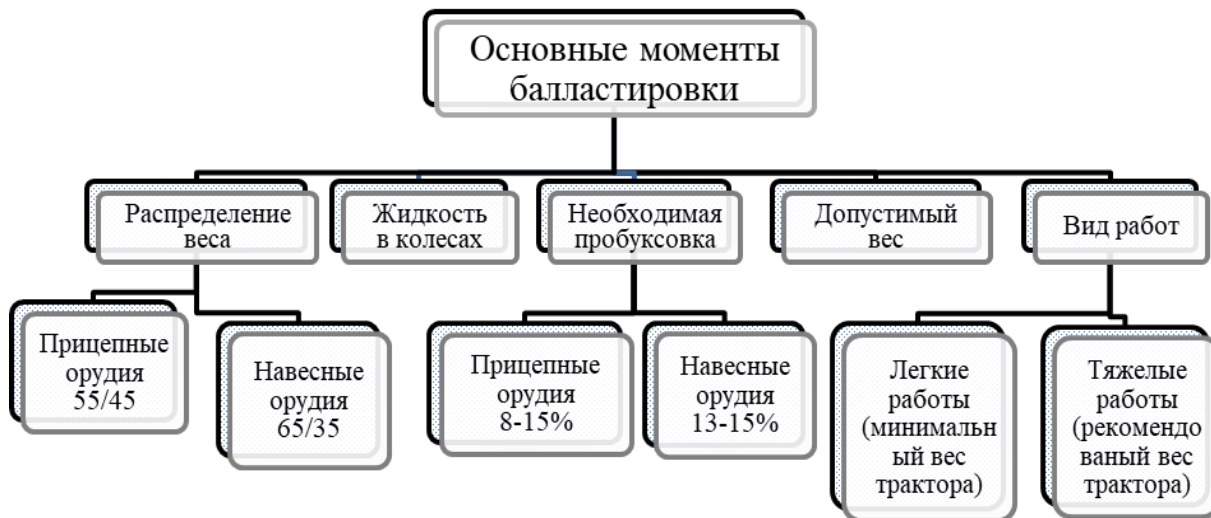 Основные моменты
балластировки
Распределение
веса
Жидкость
в колесах
Необходимая
пробуксовка
Допустимый
вес
Вид работ
Прицепные
орудия
55/45
Навесные
орудия
65/35
Прицепные
орудия
8-15%
Навесные
орудия
13-15%
Легкие
работы
(минимальн
ый вес
трактора)
Тяжелые
работы
(рекомендо
ваный вес
трактора)